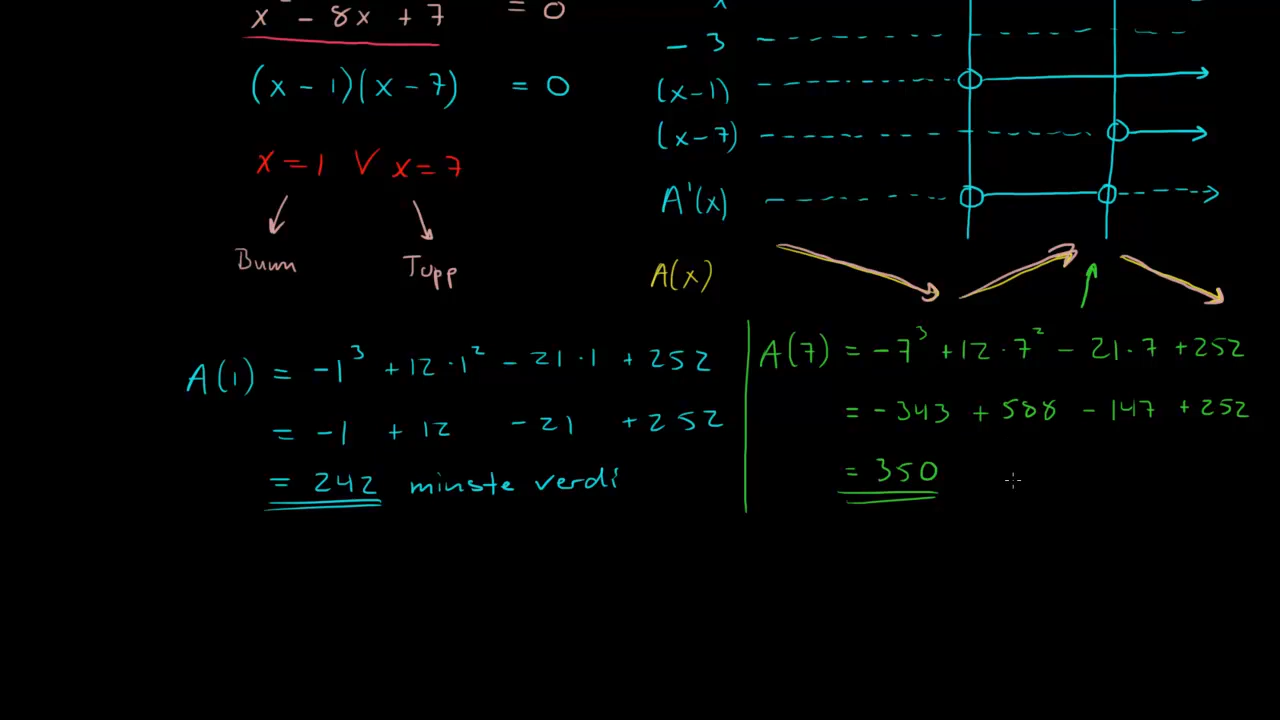 x² - 8x + 7 = 0
(x - 1)(x - 7) = 0
x = 1 V x = 7
Bunn Topp
x
- 3
(x-1)
(x-7)
A'(x)
A(x)
A(1) = -1³ + 12 · 1² - 21 · 1 + 252
= -1 + 12 - 21 + 252
= 242 minste verdi
A(7) = -7³ + 12 · 7² - 21 · 7 + 252
= -343 + 588 - 147 + 252
= 350